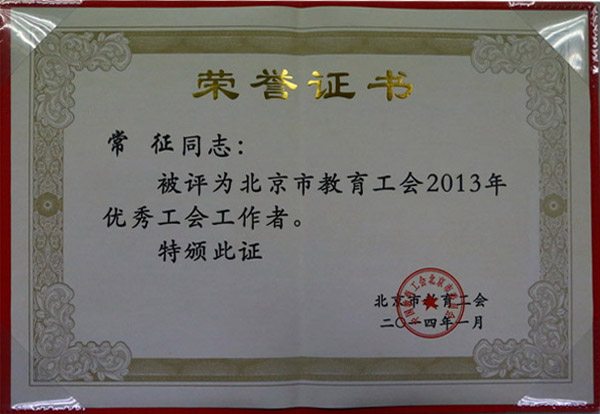 荣誉证书
常 征同志：
被评为北京市教育工会2013年
优秀工会工作者。
特颁此证
北京市教育工会
二〇一四年一月